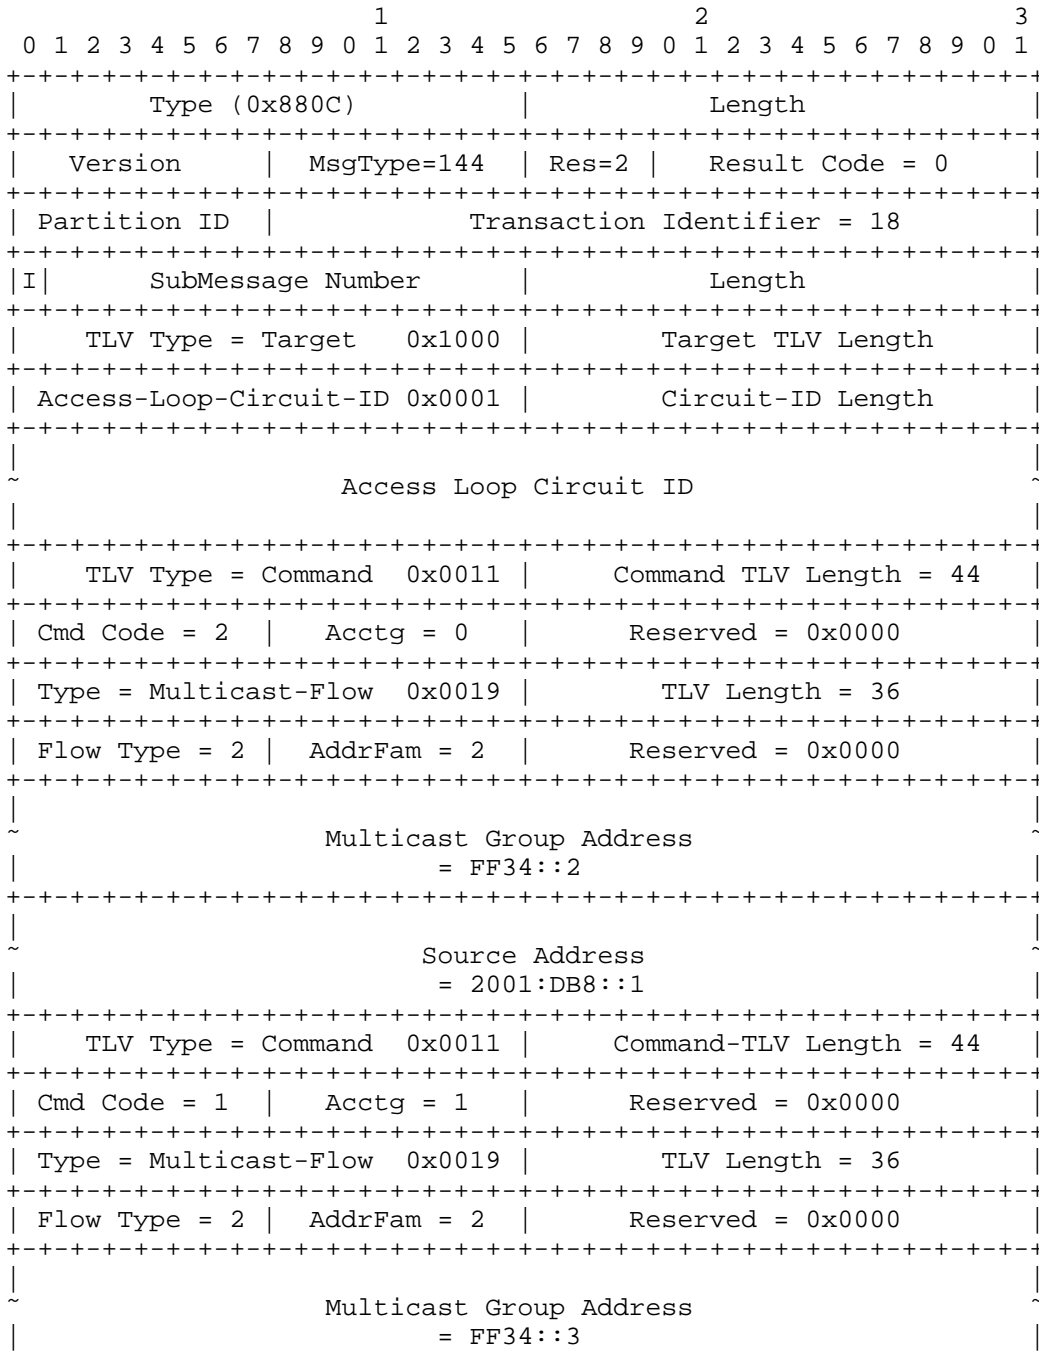 1                   2                   3
 0 1 2 3 4 5 6 7 8 9 0 1 2 3 4 5 6 7 8 9 0 1 2 3 4 5 6 7 8 9 0 1
+-+-+-+-+-+-+-+-+-+-+-+-+-+-+-+-+-+-+-+-+-+-+-+-+-+-+-+-+-+-+-+-+
|        Type (0x880C)          |           Length              |
+-+-+-+-+-+-+-+-+-+-+-+-+-+-+-+-+-+-+-+-+-+-+-+-+-+-+-+-+-+-+-+-+
|   Version     |  MsgType=144  | Res=2 |   Result Code = 0     |
+-+-+-+-+-+-+-+-+-+-+-+-+-+-+-+-+-+-+-+-+-+-+-+-+-+-+-+-+-+-+-+-+
| Partition ID  |            Transaction Identifier = 18        |
+-+-+-+-+-+-+-+-+-+-+-+-+-+-+-+-+-+-+-+-+-+-+-+-+-+-+-+-+-+-+-+-+
|I|      SubMessage Number      |           Length              |
+-+-+-+-+-+-+-+-+-+-+-+-+-+-+-+-+-+-+-+-+-+-+-+-+-+-+-+-+-+-+-+-+
|    TLV Type = Target   0x1000 |        Target TLV Length      |
+-+-+-+-+-+-+-+-+-+-+-+-+-+-+-+-+-+-+-+-+-+-+-+-+-+-+-+-+-+-+-+-+
| Access-Loop-Circuit-ID 0x0001 |        Circuit-ID Length      |
+-+-+-+-+-+-+-+-+-+-+-+-+-+-+-+-+-+-+-+-+-+-+-+-+-+-+-+-+-+-+-+-+
|                                                               |
~                    Access Loop Circuit ID                     ~
|                                                               |
+-+-+-+-+-+-+-+-+-+-+-+-+-+-+-+-+-+-+-+-+-+-+-+-+-+-+-+-+-+-+-+-+
|    TLV Type = Command  0x0011 |     Command TLV Length = 44   |
+-+-+-+-+-+-+-+-+-+-+-+-+-+-+-+-+-+-+-+-+-+-+-+-+-+-+-+-+-+-+-+-+
| Cmd Code = 2  |   Acctg = 0   |      Reserved = 0x0000        |
+-+-+-+-+-+-+-+-+-+-+-+-+-+-+-+-+-+-+-+-+-+-+-+-+-+-+-+-+-+-+-+-+
| Type = Multicast-Flow  0x0019 |        TLV Length = 36        |
+-+-+-+-+-+-+-+-+-+-+-+-+-+-+-+-+-+-+-+-+-+-+-+-+-+-+-+-+-+-+-+-+
| Flow Type = 2 |  AddrFam = 2  |      Reserved = 0x0000        |
+-+-+-+-+-+-+-+-+-+-+-+-+-+-+-+-+-+-+-+-+-+-+-+-+-+-+-+-+-+-+-+-+
|                                                               |
~                   Multicast Group Address                     ~
|                          = FF34::2                            |
+-+-+-+-+-+-+-+-+-+-+-+-+-+-+-+-+-+-+-+-+-+-+-+-+-+-+-+-+-+-+-+-+
|                                                               |
~                         Source Address                        ~
|                          = 2001:DB8::1                        |
+-+-+-+-+-+-+-+-+-+-+-+-+-+-+-+-+-+-+-+-+-+-+-+-+-+-+-+-+-+-+-+-+
|    TLV Type = Command  0x0011 |     Command-TLV Length = 44   |
+-+-+-+-+-+-+-+-+-+-+-+-+-+-+-+-+-+-+-+-+-+-+-+-+-+-+-+-+-+-+-+-+
| Cmd Code = 1  |   Acctg = 1   |      Reserved = 0x0000        |
+-+-+-+-+-+-+-+-+-+-+-+-+-+-+-+-+-+-+-+-+-+-+-+-+-+-+-+-+-+-+-+-+
| Type = Multicast-Flow  0x0019 |        TLV Length = 36        |
+-+-+-+-+-+-+-+-+-+-+-+-+-+-+-+-+-+-+-+-+-+-+-+-+-+-+-+-+-+-+-+-+
| Flow Type = 2 |  AddrFam = 2  |      Reserved = 0x0000        |
+-+-+-+-+-+-+-+-+-+-+-+-+-+-+-+-+-+-+-+-+-+-+-+-+-+-+-+-+-+-+-+-+
|                                                               |
~                   Multicast Group Address                     ~
|                          = FF34::3                            |